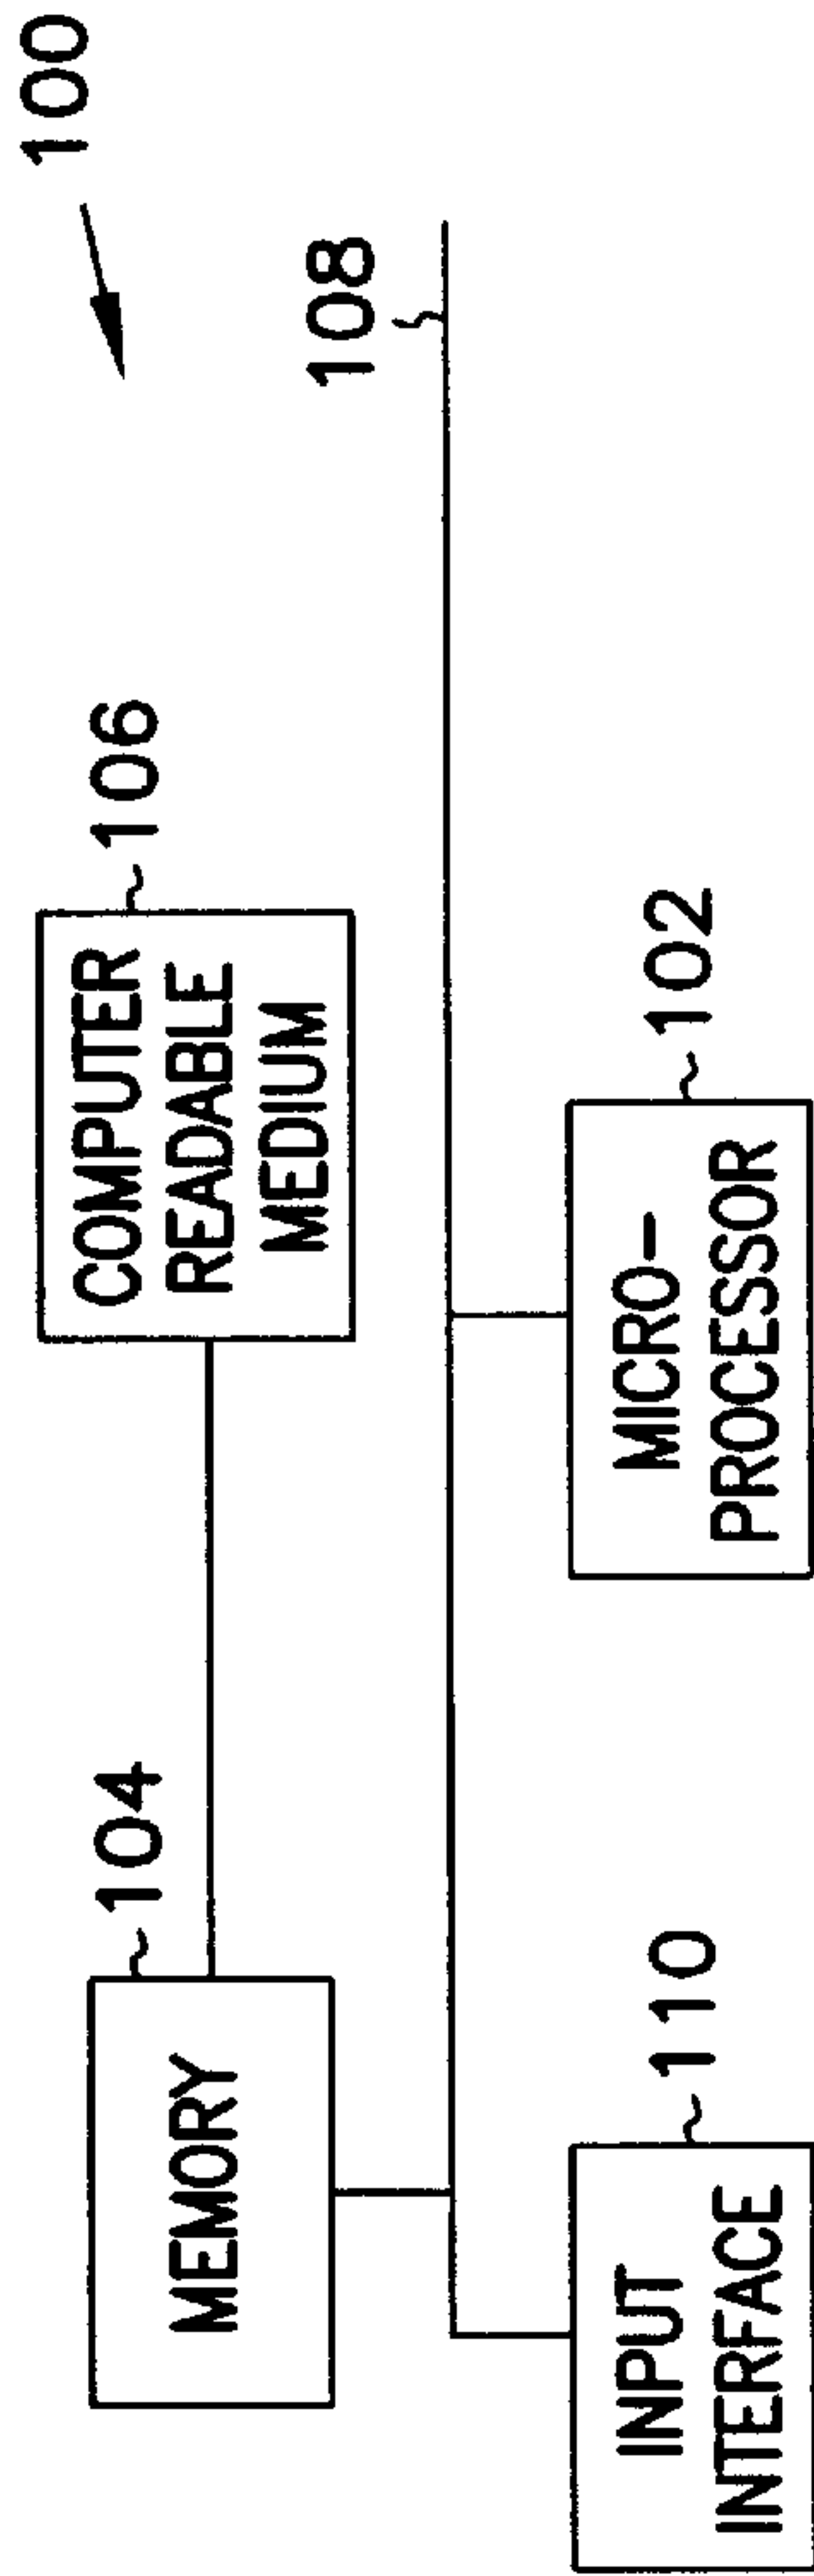 100
104
106
108
MEMORY
COMPUTER
READABLE
MEDIUM
110
102
INPUT
INTERFACE
MICRO-
PROCESSOR